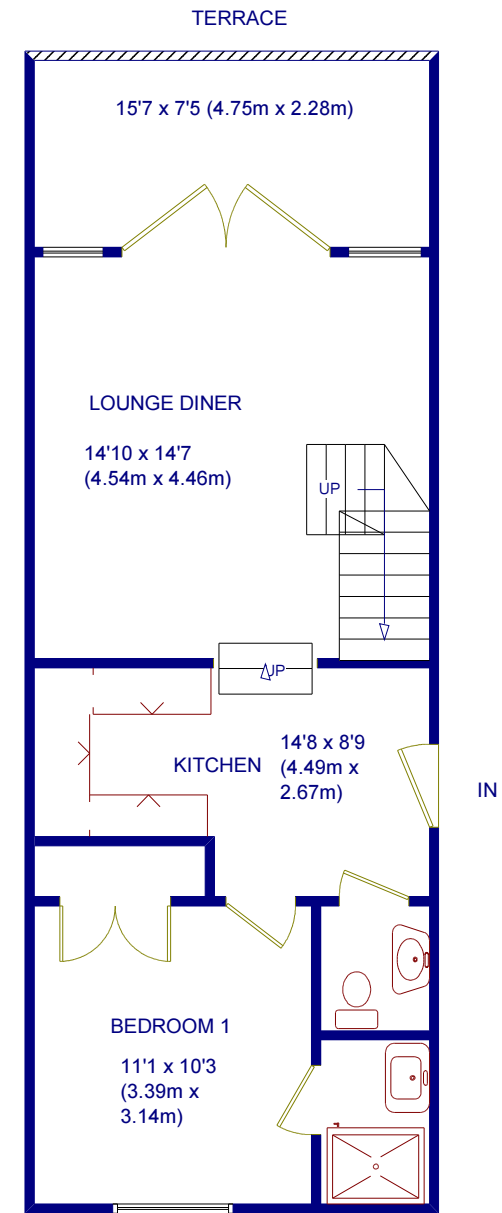 TERRACE
15'7 x 7'5 (4.75m x 2.28m)
LOUNGE DINER
14'10 x 14'7
(4.54m x 4.46m)
UP
UP
KITCHEN
14'8 x 8'9
(4.49m x
2.67m)
IN
BEDROOM 1
11'1 x 10'3
(3.39m x
3.14m)